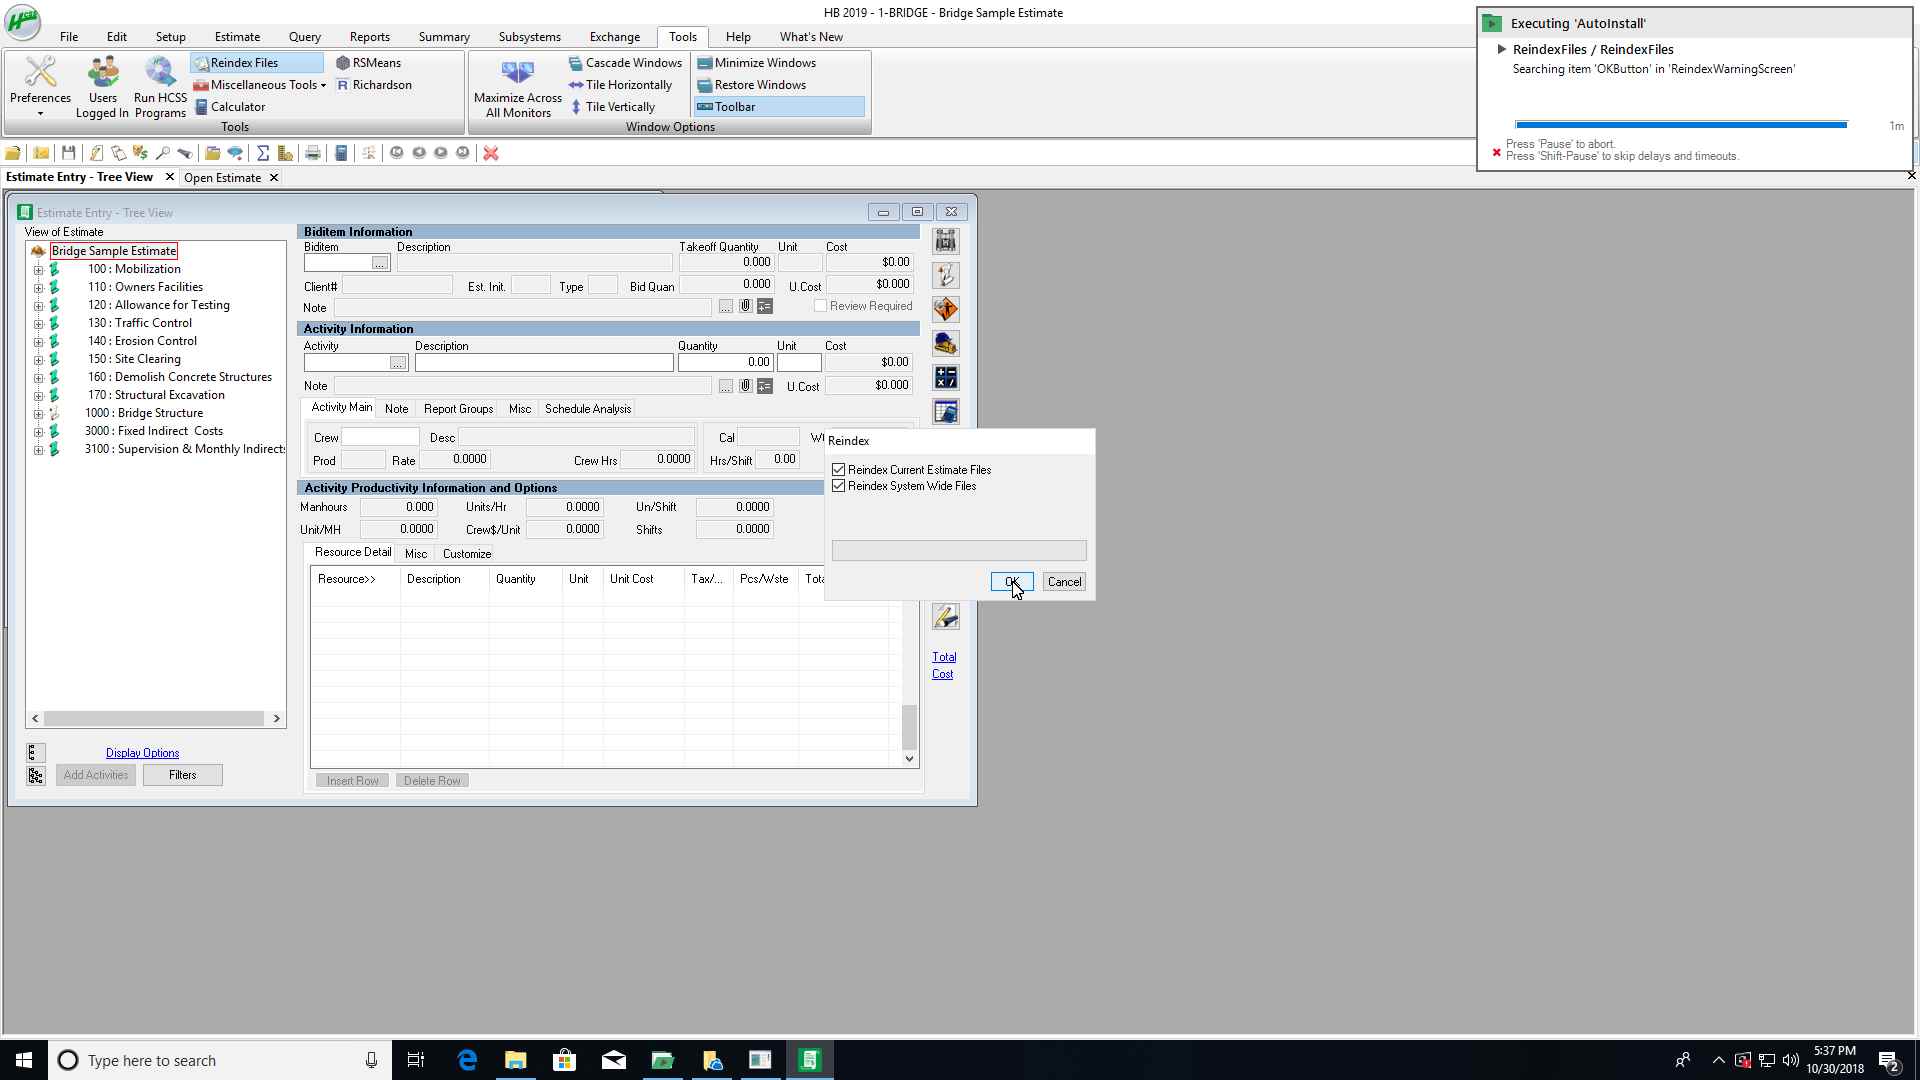 HB 2019 - 1-BRIDGE - Bridge Sample Estimate
File Edit Setup Estimate Query Reports Summary Subsystems Exchange Tools Help What's New
Preferences
Users Logged In
Run HCSS Programs
Reindex Files
Miscellaneous Tools
Calculator
RSMeans
Richardson
Tools
Maximize Across All Monitors
Cascade Windows
Tile Horizontally
Tile Vertically
Minimize Windows
Restore Windows
Toolbar
Window Options
Executing 'AutoInstall'
ReindexFiles / ReindexFiles
Searching item 'OKButton' in 'ReindexWarningScreen'
1m
Press 'Pause' to abort.
Press 'Shift-Pause' to skip delays and timeouts.
Estimate Entry - Tree View Open Estimate
Estimate Entry - Tree View
View of Estimate
Bridge Sample Estimate
100 : Mobilization
110 : Owners Facilities
120 : Allowance for Testing
130 : Traffic Control
140 : Erosion Control
150 : Site Clearing
160 : Demolish Concrete Structures
170 : Structural Excavation
1000 : Bridge Structure
3000 : Fixed Indirect Costs
3100 : Supervision & Monthly Indirects
Display Options
Add Activities Filters
Biditem Information
Biditem Description Takeoff Quantity Unit Cost
... 0.000 $0.00
Client# Est. Init. Type Bid Quan 0.000 U.Cost $0.000
Note ... Review Required
Activity Information
Activity Description Quantity Unit Cost
... 0.00 $0.00
Note ... U.Cost $0.000
Activity Main Note Report Groups Misc Schedule Analysis
Crew Desc Cal
Prod Rate 0.0000 Crew Hrs 0.0000 Hrs/Shift 0.00
Activity Productivity Information and Options
Manhours 0.000 Units/Hr 0.0000 Un/Shift 0.0000
Unit/MH 0.0000 Crew$/Unit 0.0000 Shifts 0.0000
Resource Detail Misc Customize
Resource>> Description Quantity Unit Unit Cost Tax/... Pcs/Wste
Insert Row Delete Row
Total
Cost
Reindex
Reindex Current Estimate Files
Reindex System Wide Files
OK Cancel
Type here to search
5:37 PM
10/30/2018
2